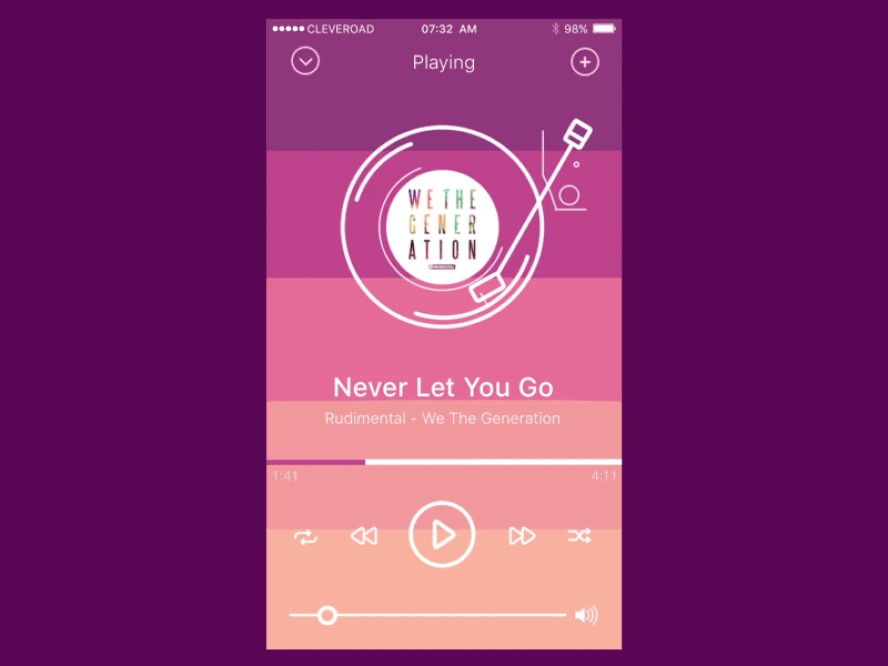 CLEVEROAD 07:32 AM 98%
Playing
WE THE
GENER
ATION
Never Let You Go
Rudimental - We The Generation
1:41 4:11